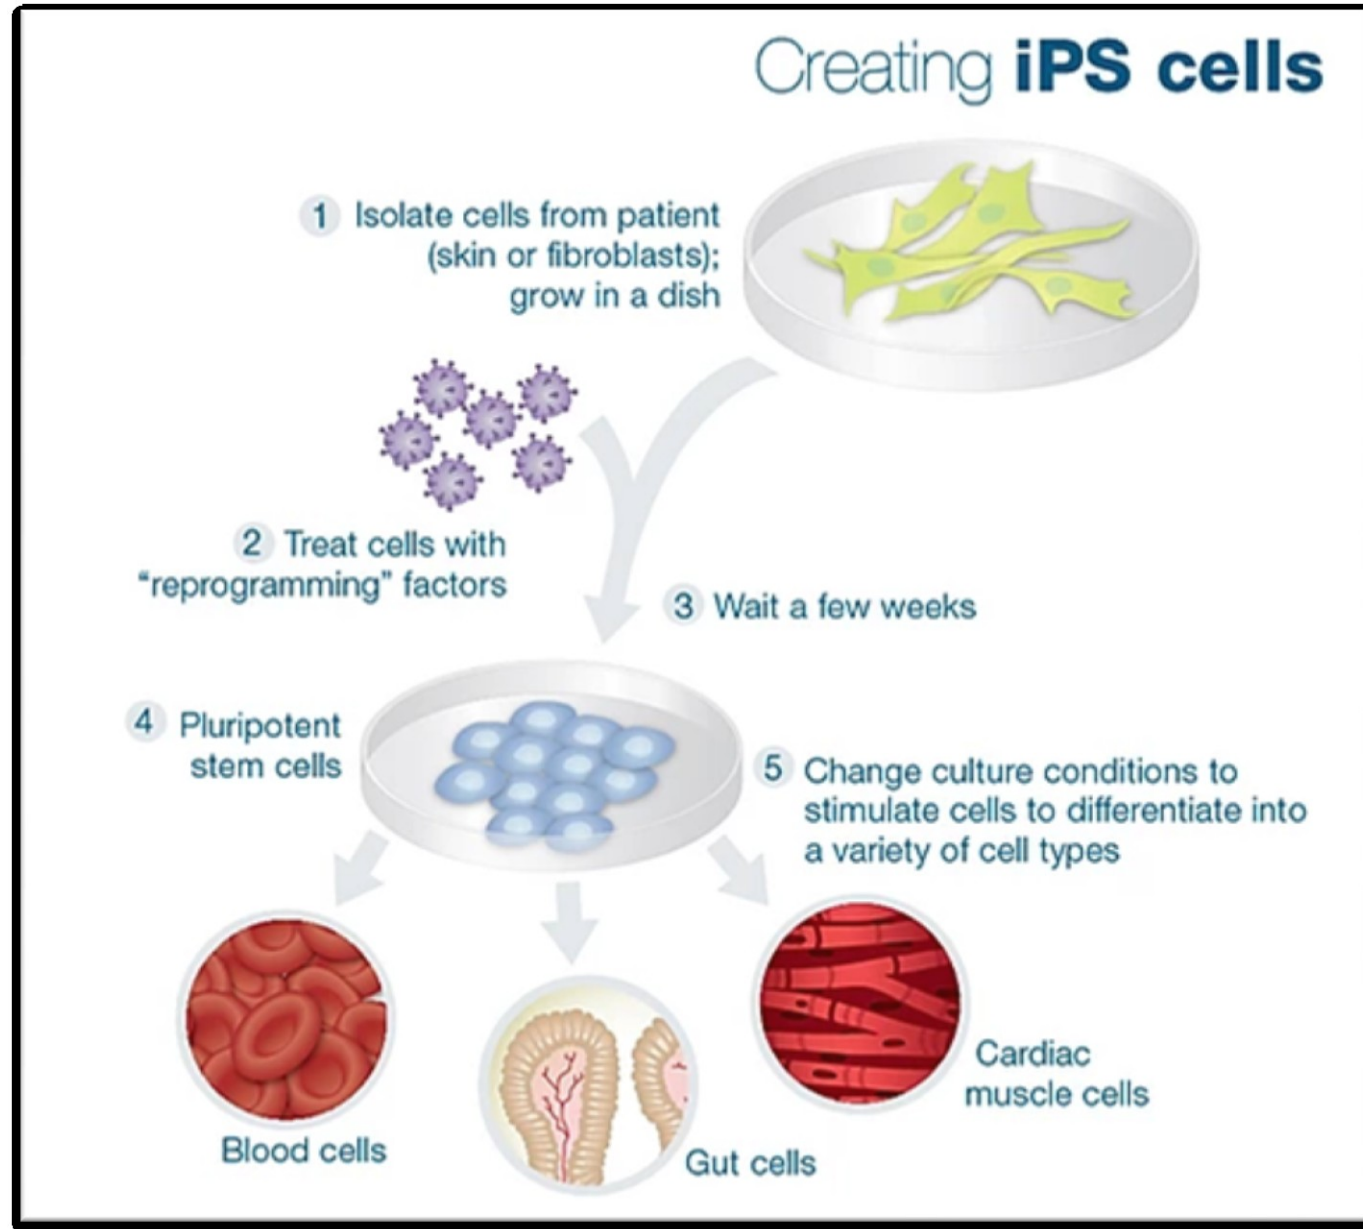 Creating iPS cells
1 Isolate cells from patient
(skin or fibroblasts);
grow in a dish
2 Treat cells with
“reprogramming” factors
3 Wait a few weeks
4 Pluripotent
stem cells
5 Change culture conditions to
stimulate cells to differentiate into
a variety of cell types
Blood cells
Gut cells
Cardiac
muscle cells